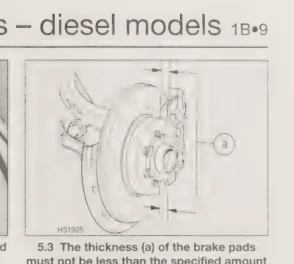 s – diesel models 1B•9
a
H31925
d
5.3 The thickness (a) of the brake pads
must not be less than the specified amount